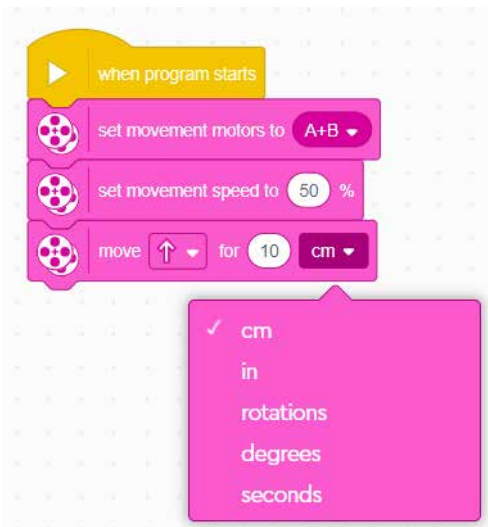 when program starts
set movement motors to A+B
set movement speed to 50 %
move for 10 cm
cm
in
rotations
degrees
seconds